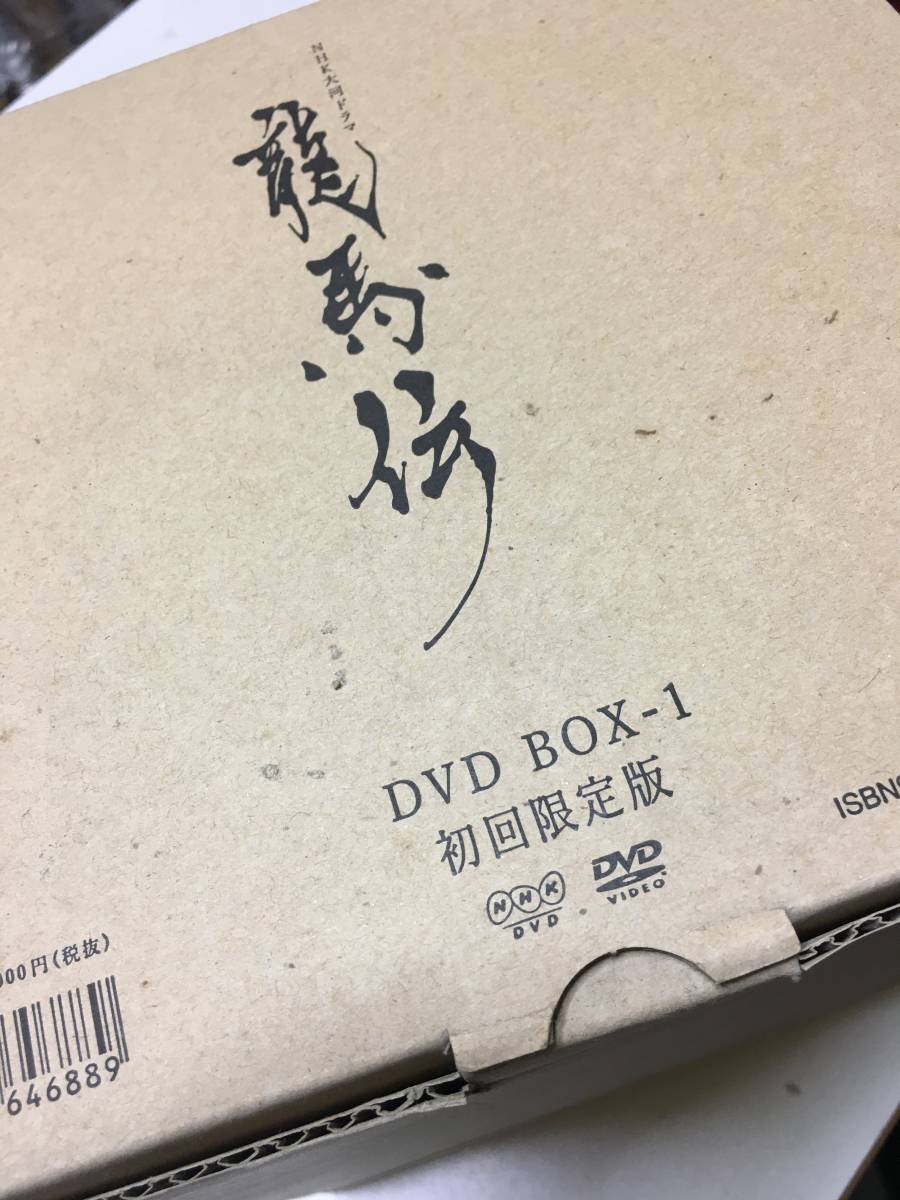 NHK大河ドラマ
龍馬伝
DVD BOX-1
初回限定版
NHK
DVD
DVD
VIDEO
ISBN
000円(税抜)
646889